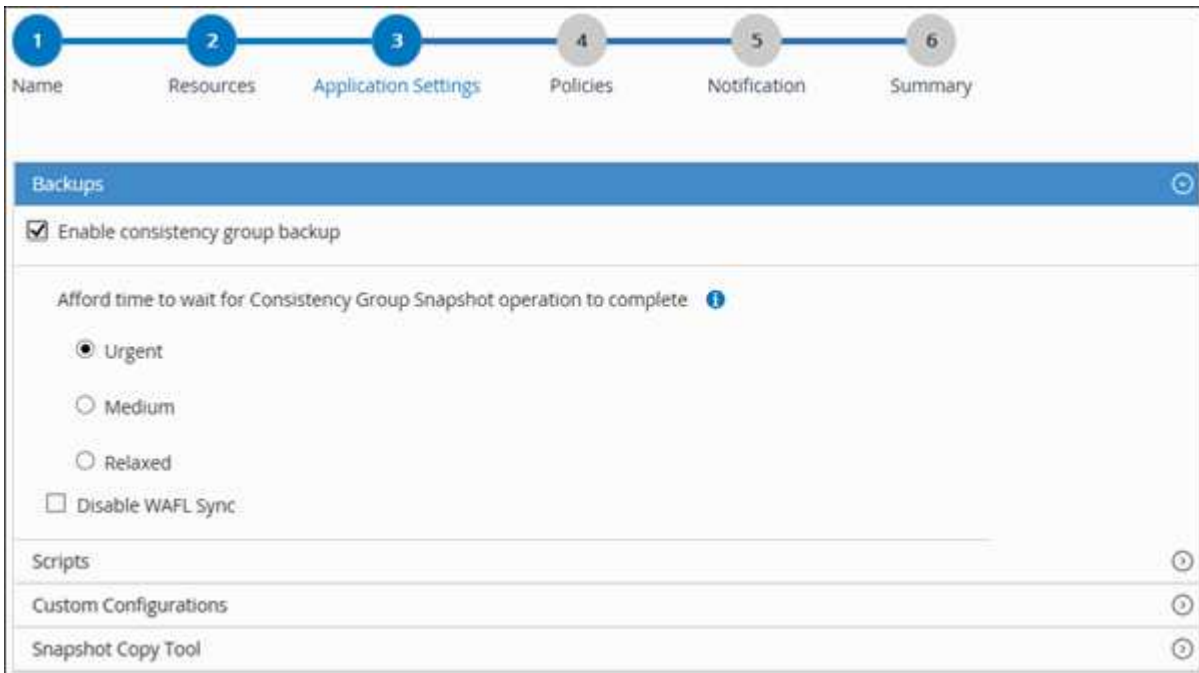 1 2 3 4 5 6
Name Resources Application Settings Policies Notification Summary
Backups
Enable consistency group backup
Afford time to wait for Consistency Group Snapshot operation to complete i
Urgent
Medium
Relaxed
Disable WAFL Sync
Scripts
Custom Configurations
Snapshot Copy Tool